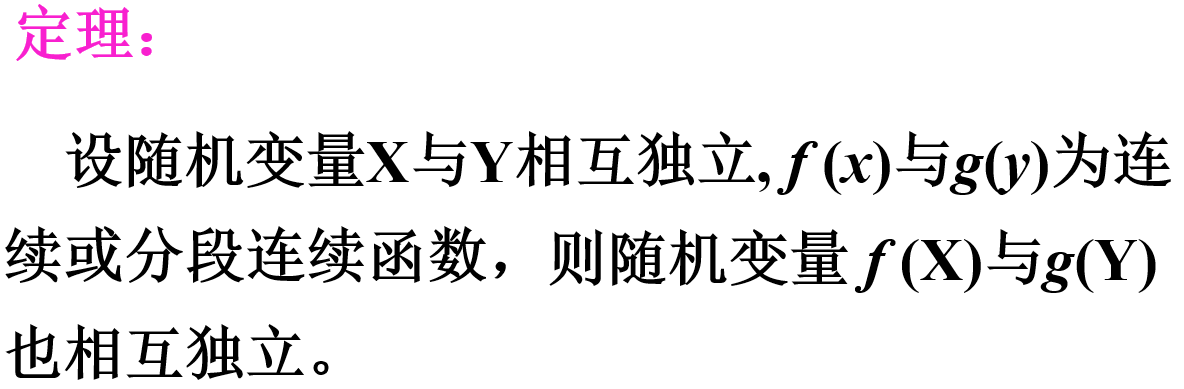 定理：
设随机变量X与Y相互独立,f(x)与g(y)为连
续或分段连续函数，则随机变量f(X)与g(Y)
也相互独立。